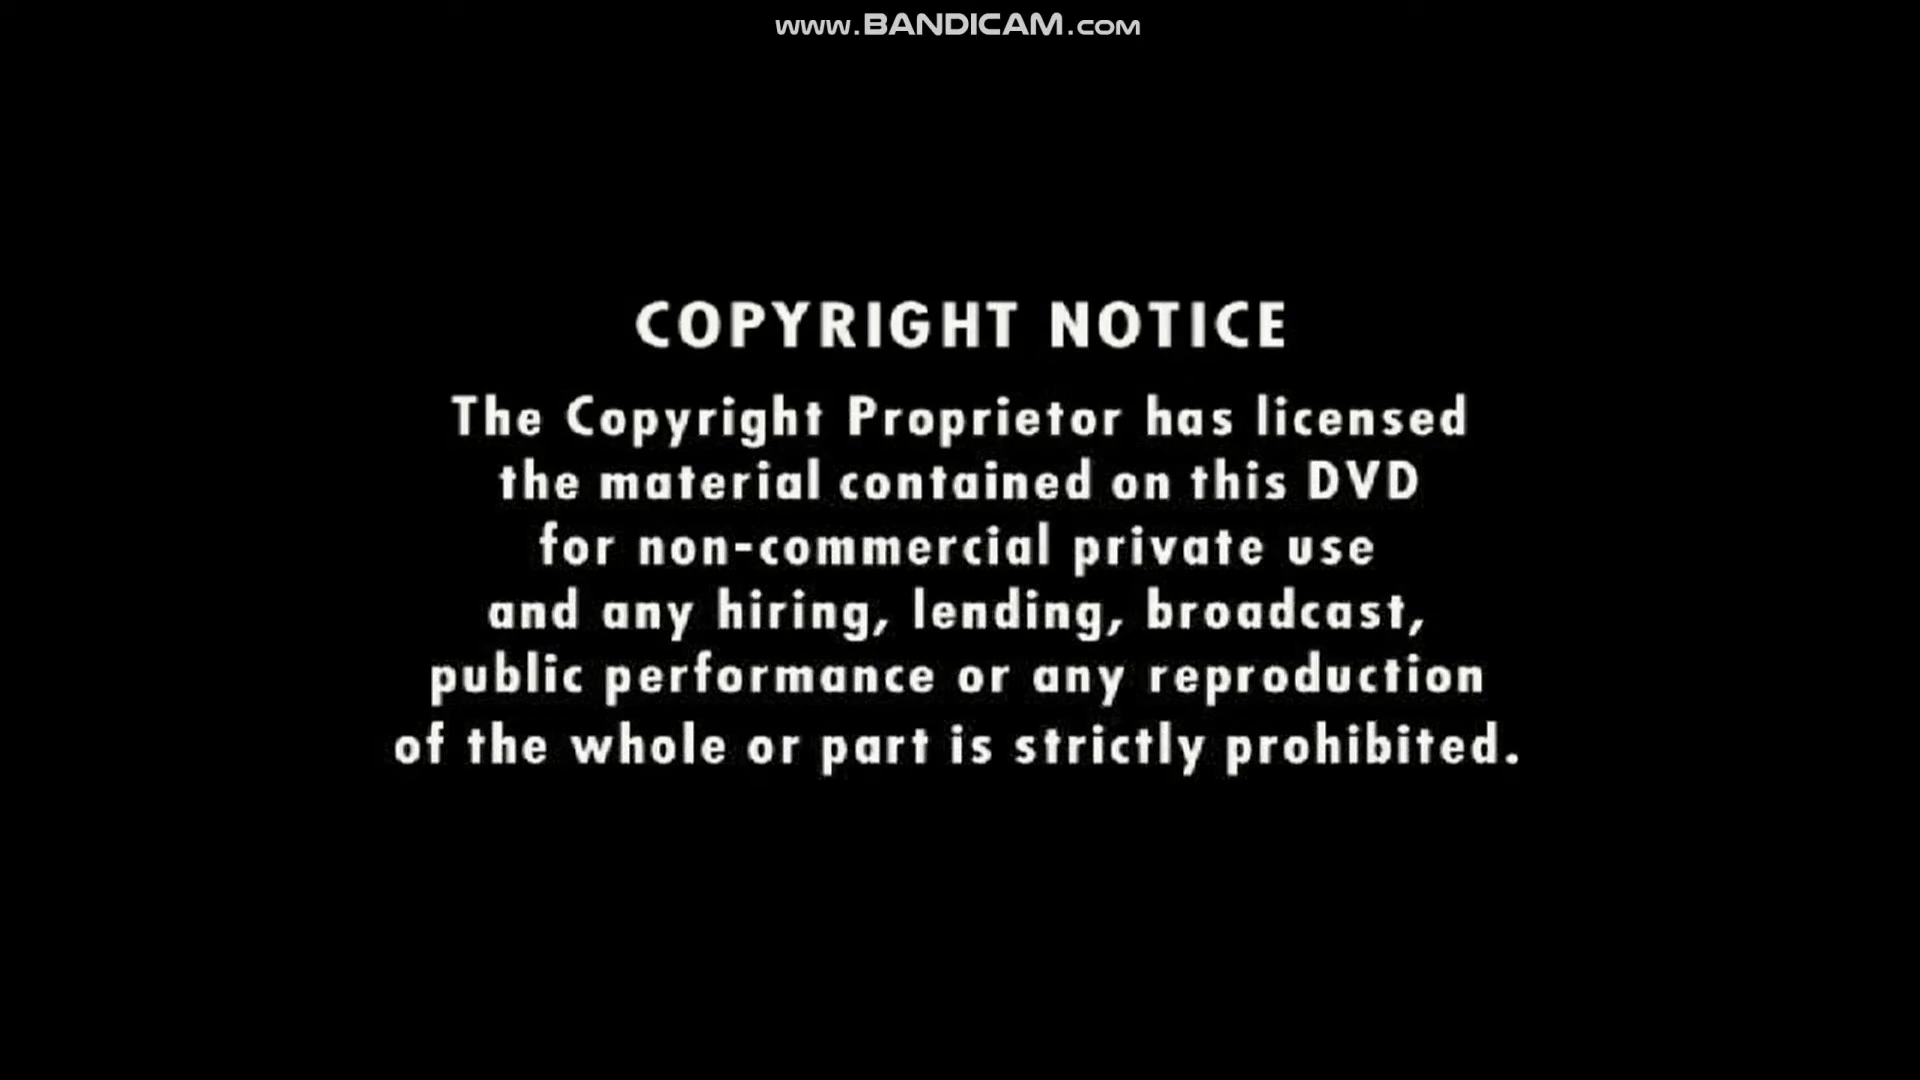 www.BANDICAM.com
COPYRIGHT NOTICE
The Copyright Proprietor has licensed
the material contained on this DVD
for non-commercial private use
and any hiring, lending, broadcast,
public performance or any reproduction
of the whole or part is strictly prohibited.